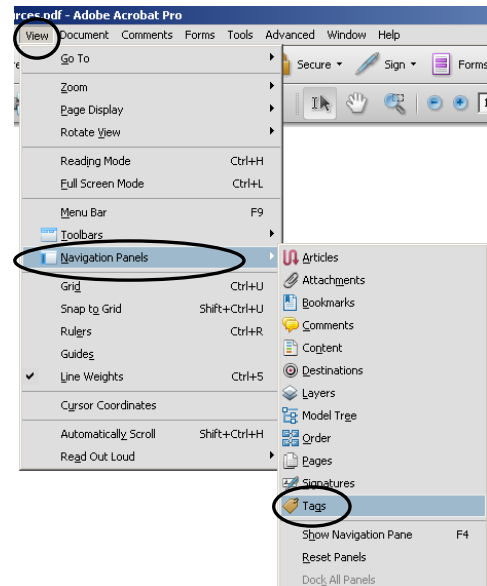 rces.pdf - Adobe Acrobat Pro
View Document Comments Forms Tools Advanced Window Help
Secure Sign Forms
Go To
Zoom
Page Display
Rotate View
Reading Mode Ctrl+H
Full Screen Mode Ctrl+L
Menu Bar F9
Toolbars
Navigation Panels
Grid Ctrl+U
Snap to Grid Shift+Ctrl+U
Rulers Ctrl+R
Guides
Line Weights Ctrl+5
Cursor Coordinates
Automatically Scroll Shift+Ctrl+H
Read Out Loud
Articles
Attachments
Bookmarks
Comments
Content
Destinations
Layers
Model Tree
Order
Pages
Signatures
Tags
Show Navigation Pane F4
Reset Panels
Dock All Panels